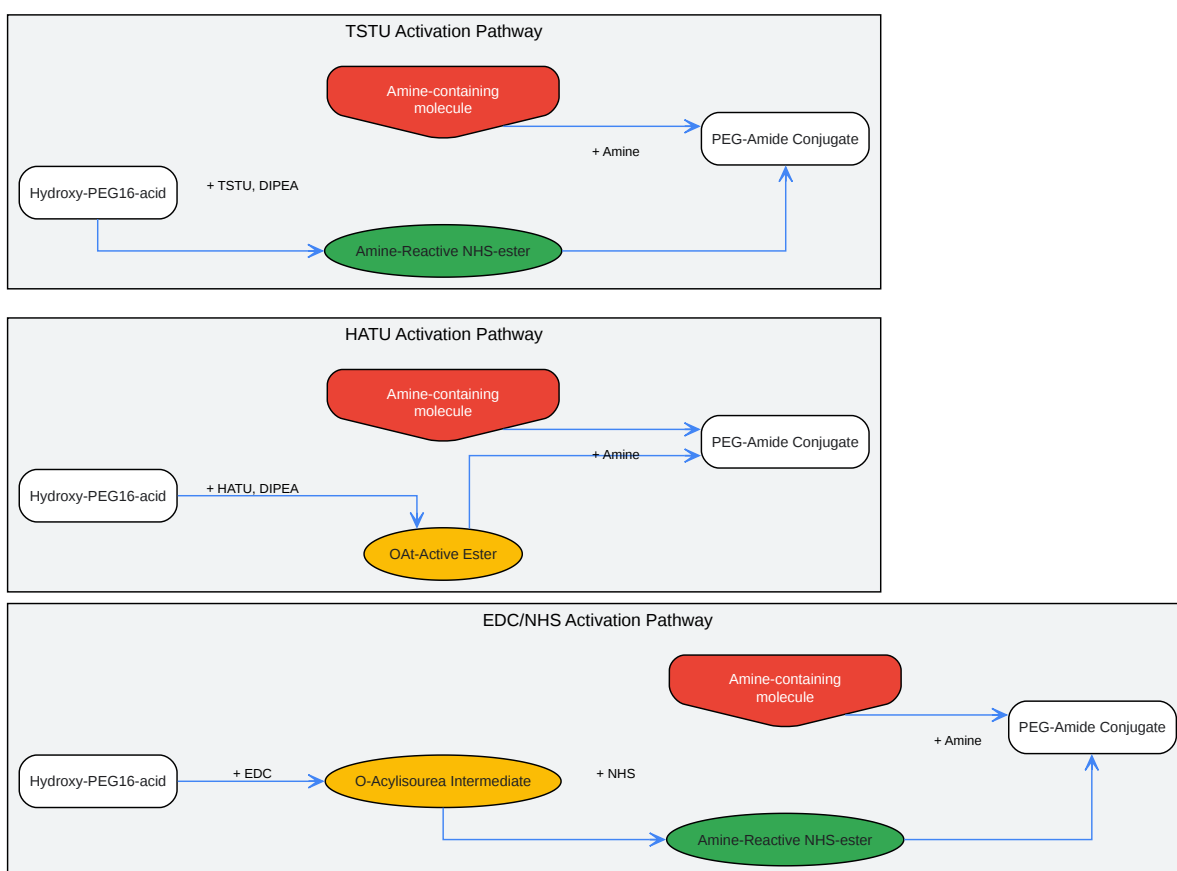 TSTU Activation Pathway
Amine-containing
molecule
PEG-Amide Conjugate
+ Amine
Hydroxy-PEG16-acid
+ TSTU, DIPEA
Amine-Reactive NHS-ester
HATU Activation Pathway
Amine-containing
molecule
PEG-Amide Conjugate
+ Amine
Hydroxy-PEG16-acid
+ HATU, DIPEA
OAt-Active Ester
EDC/NHS Activation Pathway
Amine-containing
molecule
PEG-Amide Conjugate
+ Amine
Hydroxy-PEG16-acid
+ EDC
O-Acylisourea Intermediate
+ NHS
Amine-Reactive NHS-ester